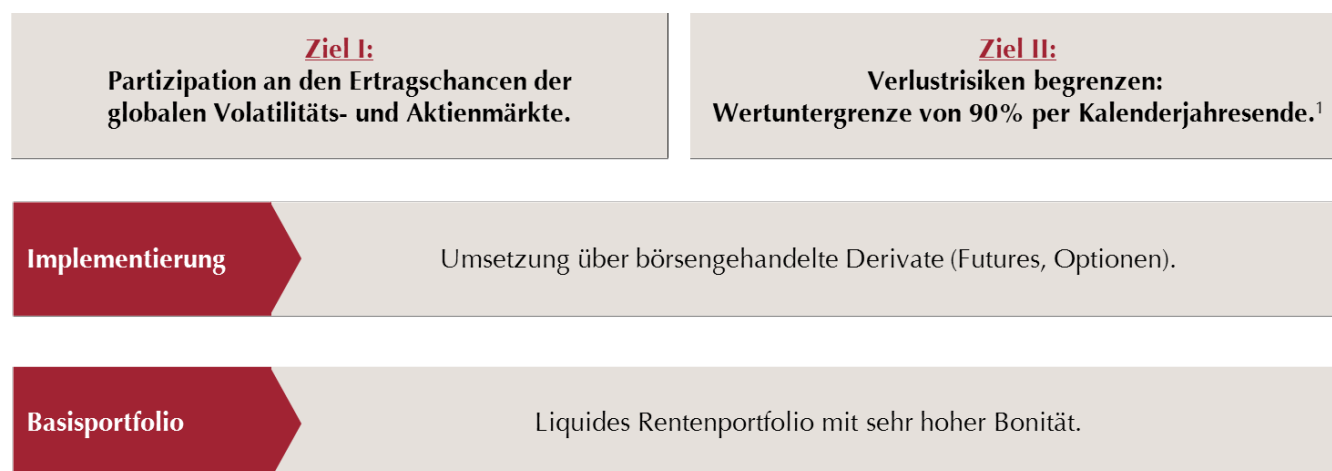 Ziel I:
Partizipation an den Ertragschancen der
globalen Volatilitäts- und Aktienmärkte.
Ziel II:
Verlustrisiken begrenzen:
Wertuntergrenze von 90% per Kalenderjahresende.¹
Implementierung
Umsetzung über börsengehandelte Derivate (Futures, Optionen).
Basisportfolio
Liquides Rentenportfolio mit sehr hoher Bonität.